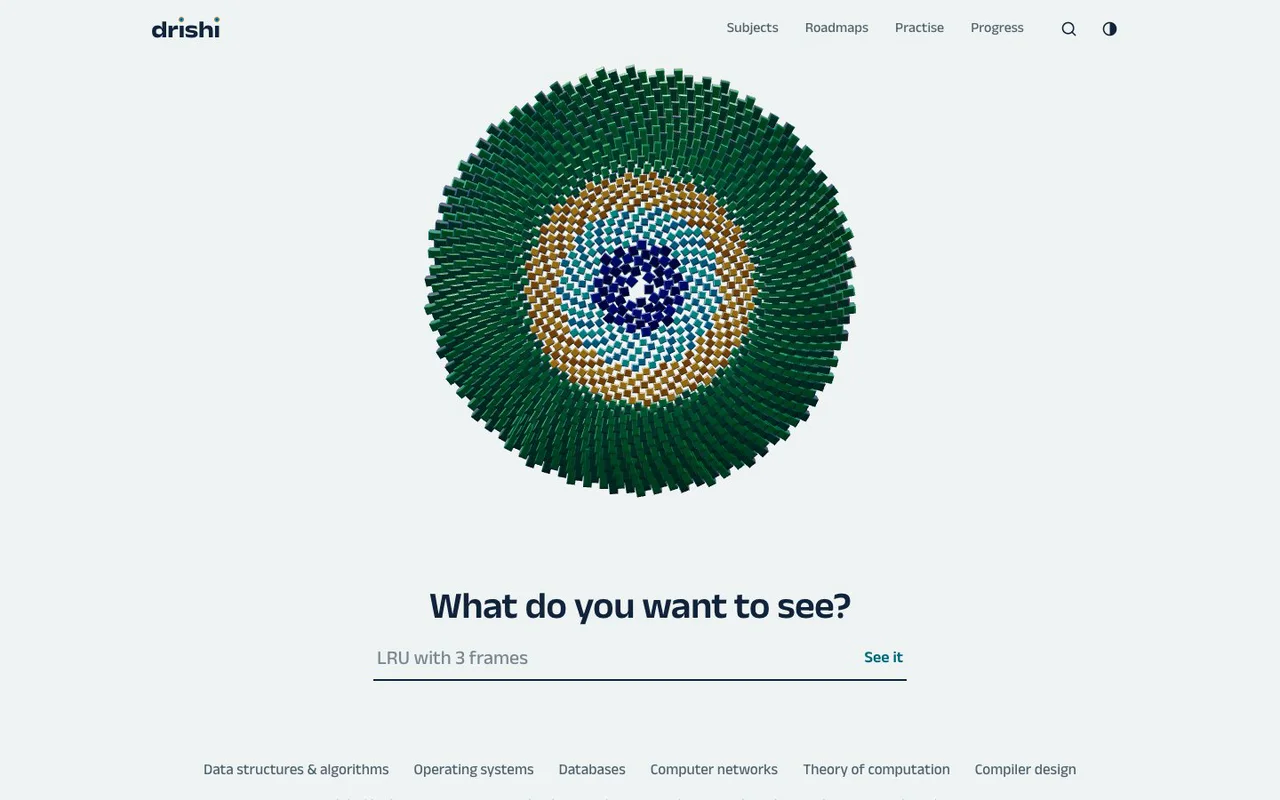 drishi
Subjects Roadmaps Practise Progress
What do you want to see?
LRU with 3 frames See it
Data structures & algorithms Operating systems Databases Computer networks Theory of computation Compiler design